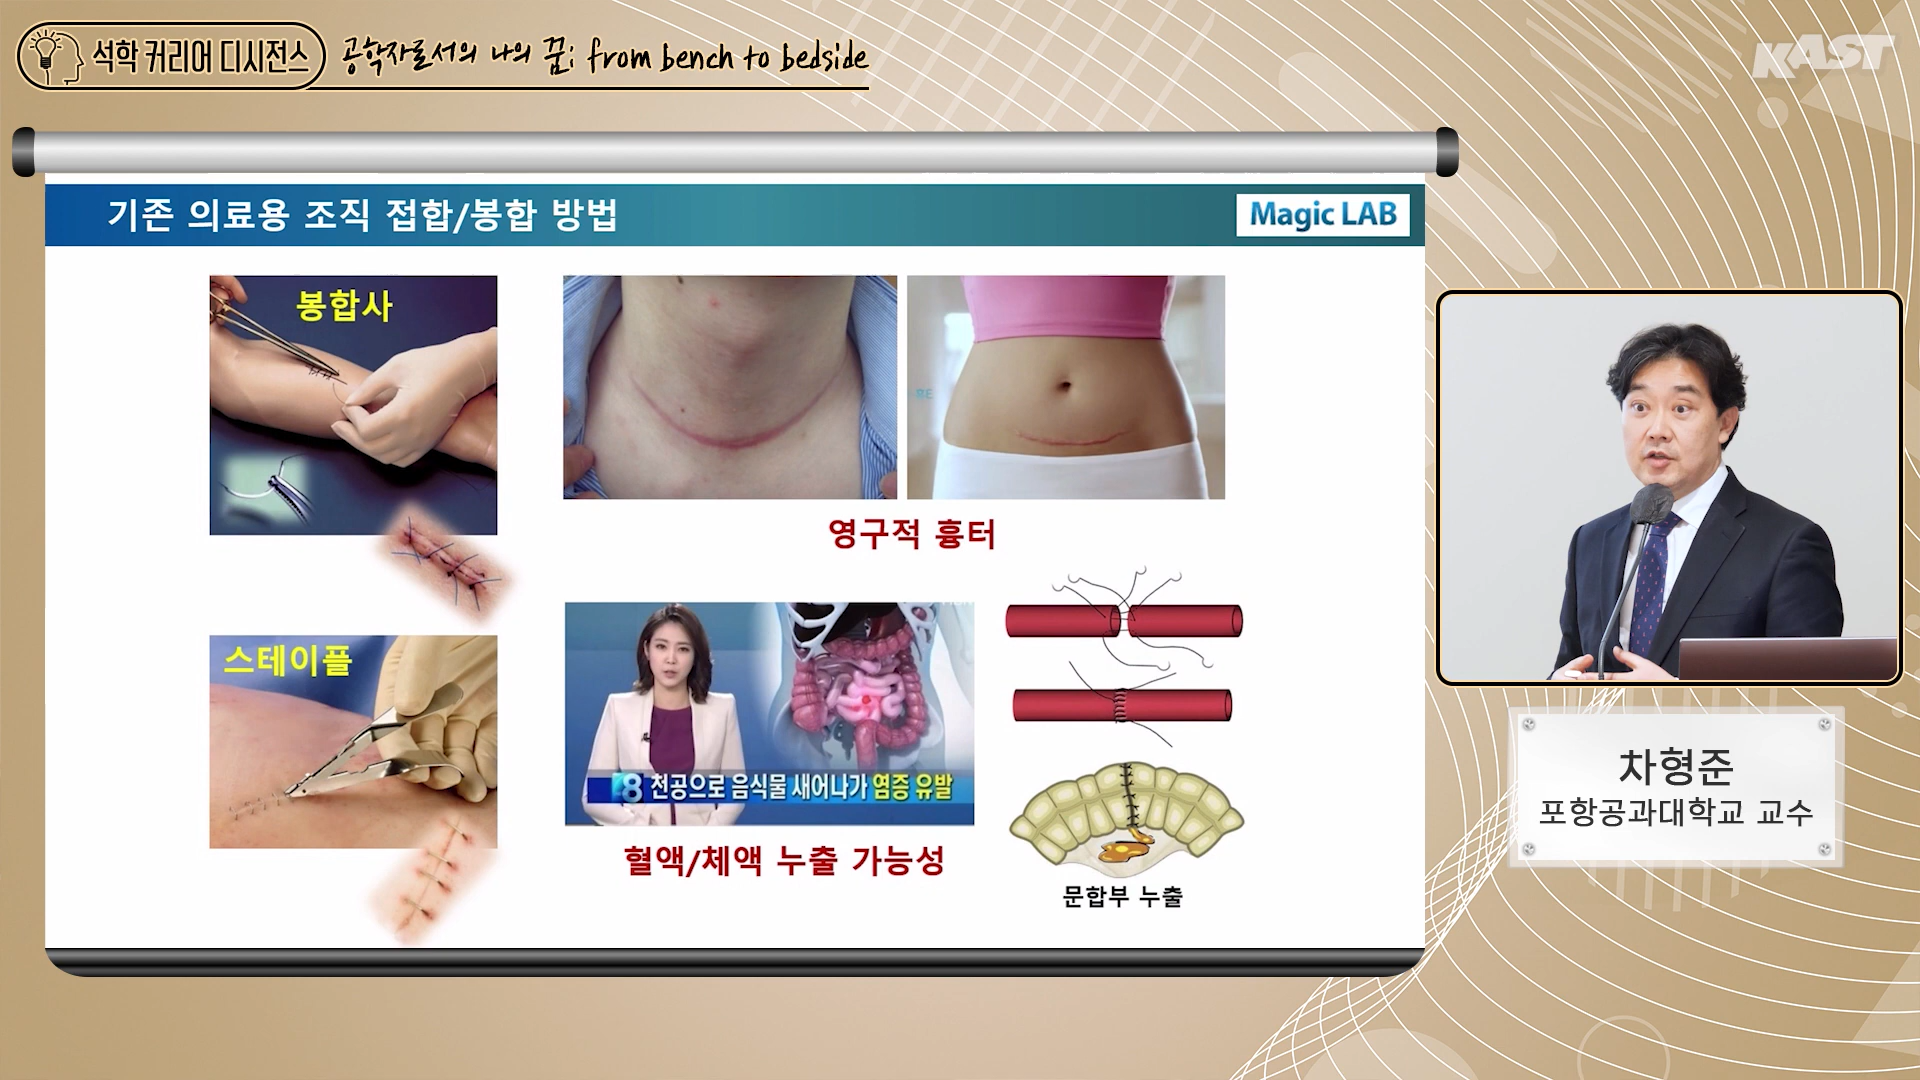 석학 커리어 디시전스
공학자로서의 나의 꿈: from bench to bedside
KAST
기존 의료용 조직 접합/봉합 방법
Magic LAB
봉합사
BE
영구적 흉터
스테이플
8 천공으로 음식물 새어나가 염증 유발
혈액/체액 누출 가능성
문합부 누출
차형준
포항공과대학교 교수